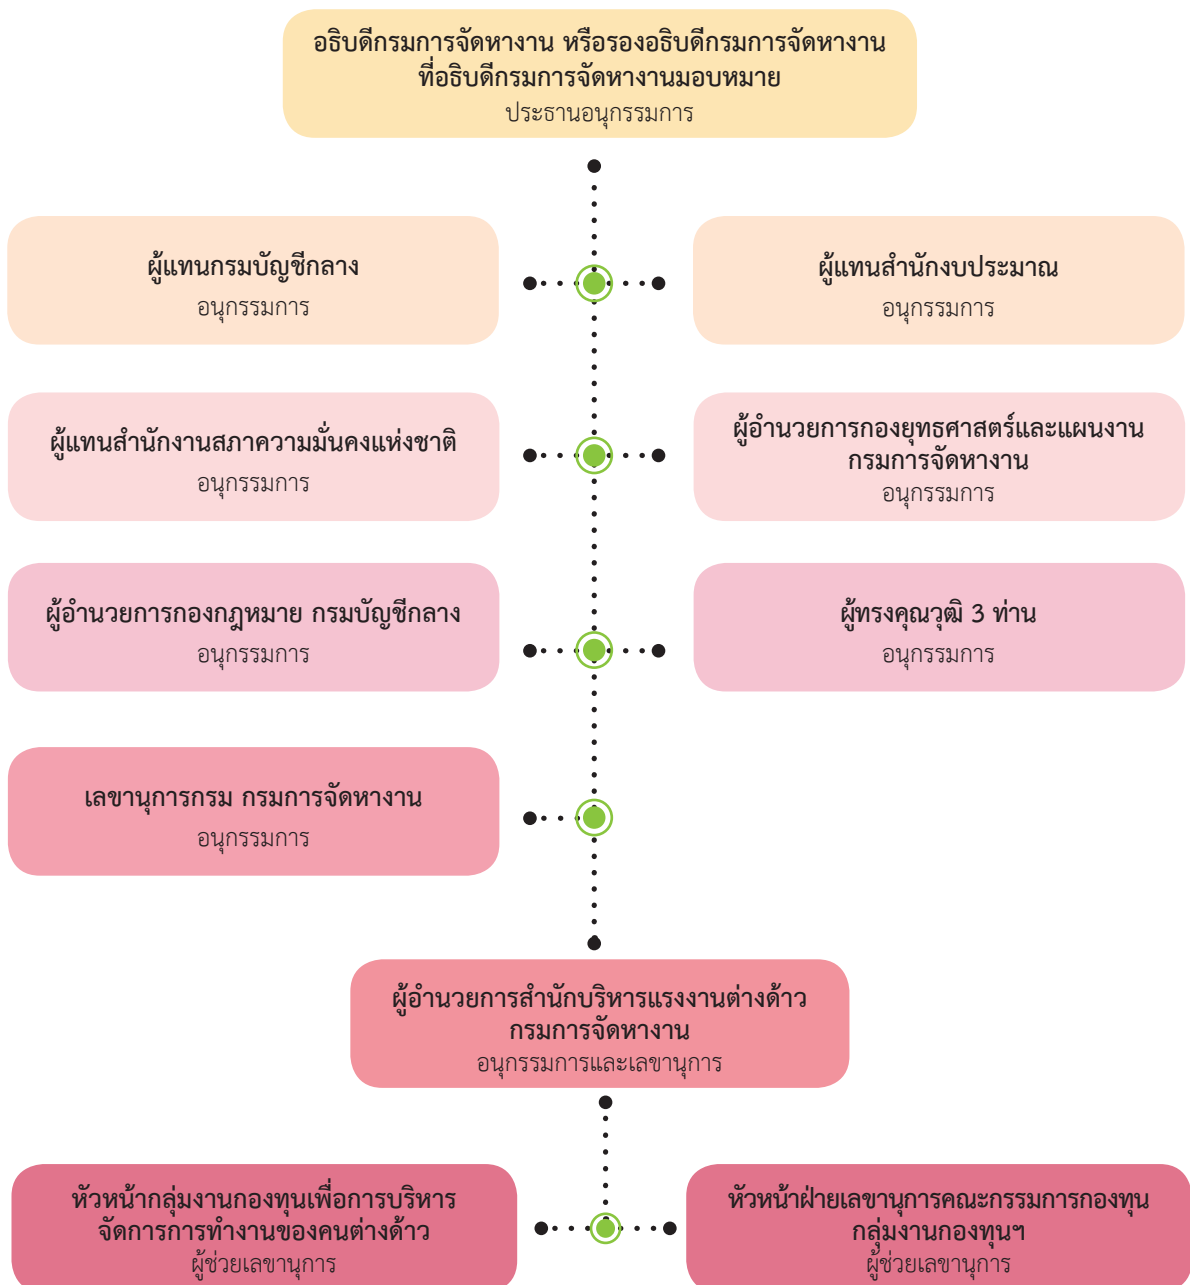 อธิบดีกรมการจัดหางาน หรือรองอธิบดีกรมการจัดหางาน
ที่อธิบดีกรมการจัดหางานมอบหมาย
ประธานอนุกรรมการ
ผู้แทนกรมบัญชีกลาง
อนุกรรมการ
ผู้แทนสำนักงบประมาณ
อนุกรรมการ
ผู้แทนสำนักงานสภาความมั่นคงแห่งชาติ
อนุกรรมการ
ผู้อำนวยการกองยุทธศาสตร์และแผนงาน
กรมการจัดหางาน
อนุกรรมการ
ผู้อำนวยการกองกฎหมาย กรมบัญชีกลาง
อนุกรรมการ
ผู้ทรงคุณวุฒิ 3 ท่าน
อนุกรรมการ
เลขานุการกรม กรมการจัดหางาน
อนุกรรมการ
ผู้อำนวยการสำนักบริหารแรงงานต่างด้าว
กรมการจัดหางาน
อนุกรรมการและเลขานุการ
หัวหน้ากลุ่มงานกองทุนเพื่อการบริหาร
จัดการการทำงานของคนต่างด้าว
ผู้ช่วยเลขานุการ
หัวหน้าฝ่ายเลขานุการคณะกรรมการกองทุน
กลุ่มงานกองทุนฯ
ผู้ช่วยเลขานุการ